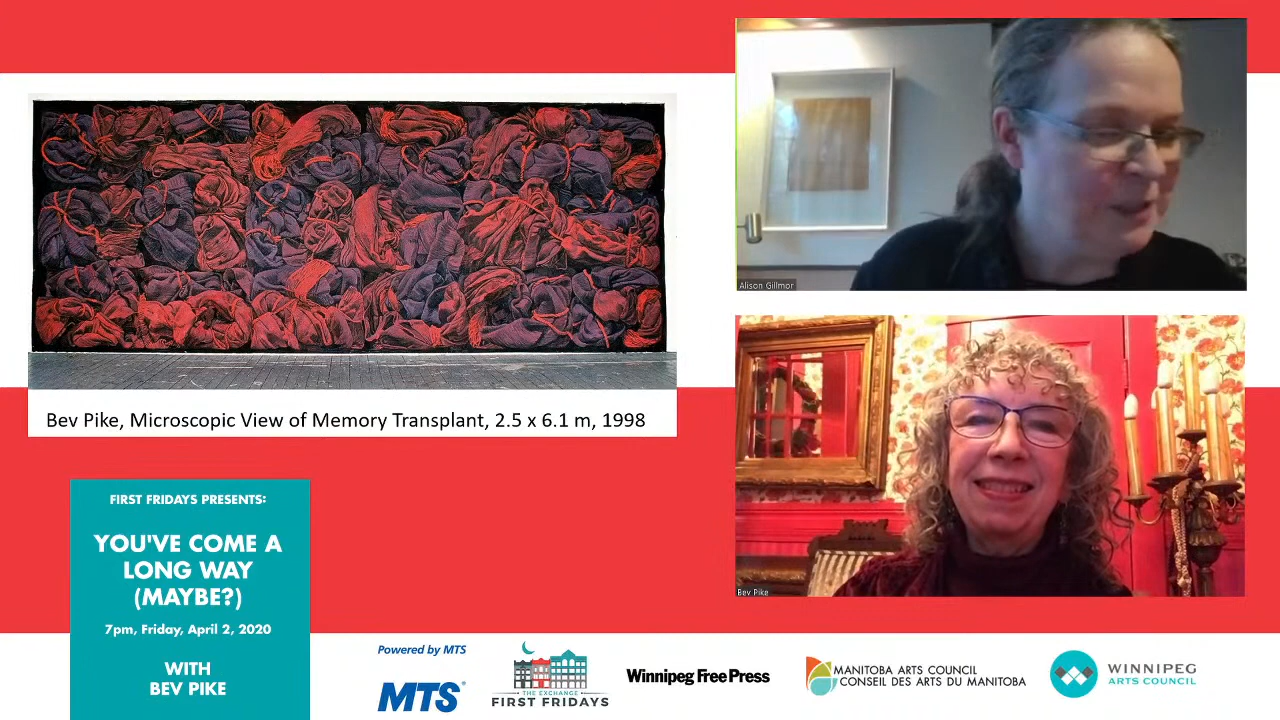 Alison Gillmor
Bev Pike, Microscopic View of Memory Transplant, 2.5 x 6.1 m, 1998
Bev Pike
FIRST FRIDAYS PRESENTS:
YOU'VE COME A
LONG WAY
(MAYBE?)
7pm, Friday, April 2, 2020
WITH
BEV PIKE
Powered by MTS
MTS
THE EXCHANGE
FIRST FRIDAYS
Winnipeg Free Press
MANITOBA ARTS COUNCIL
CONSEIL DES ARTS DU MANITOBA
WINNIPEG
ARTS COUNCIL